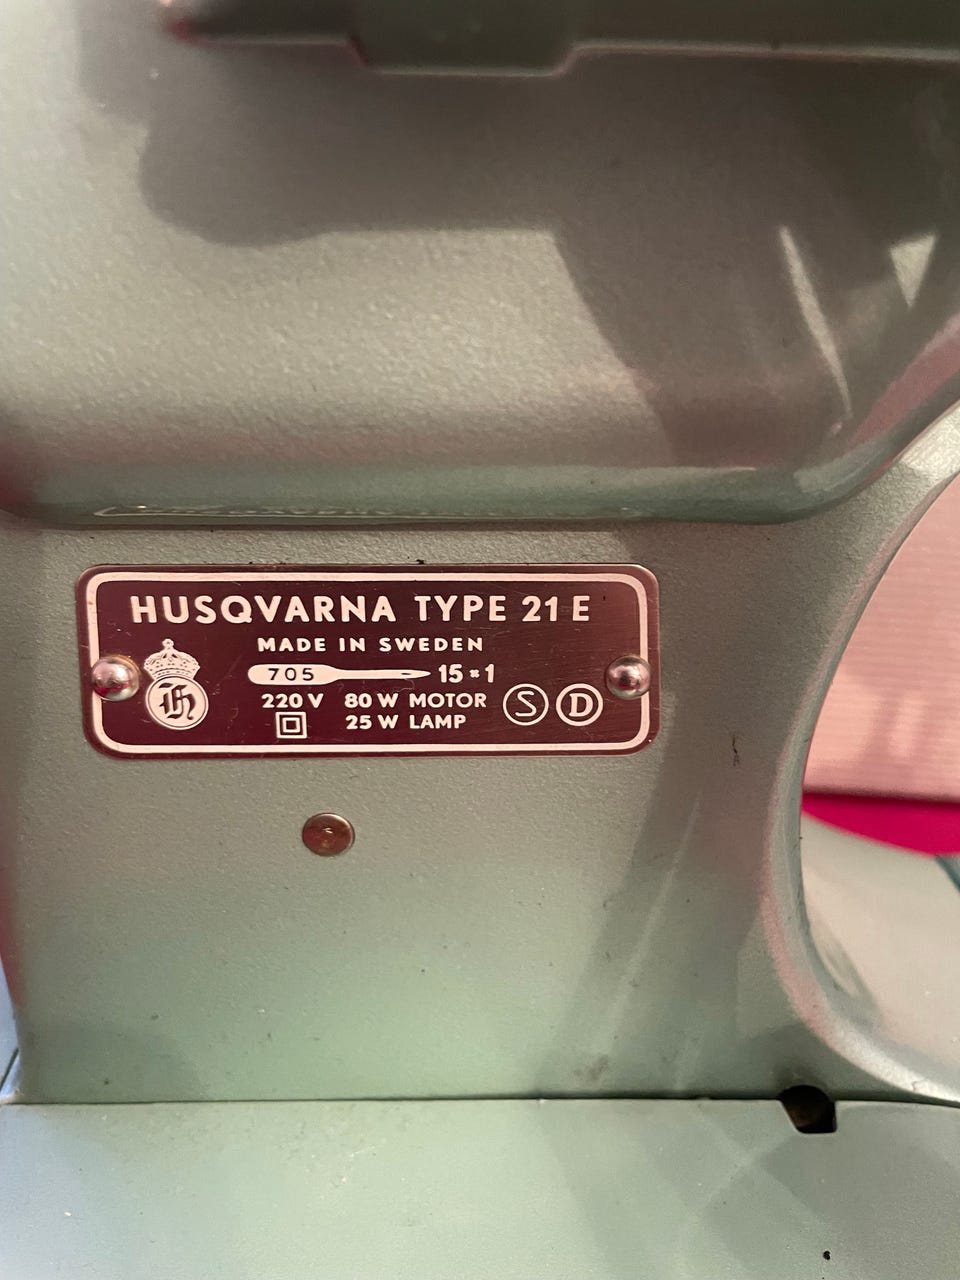 HUSQVARNA TYPE 21 E
MADE IN SWEDEN
705 15 × 1
220 V 80 W MOTOR S D
25 W LAMP
H